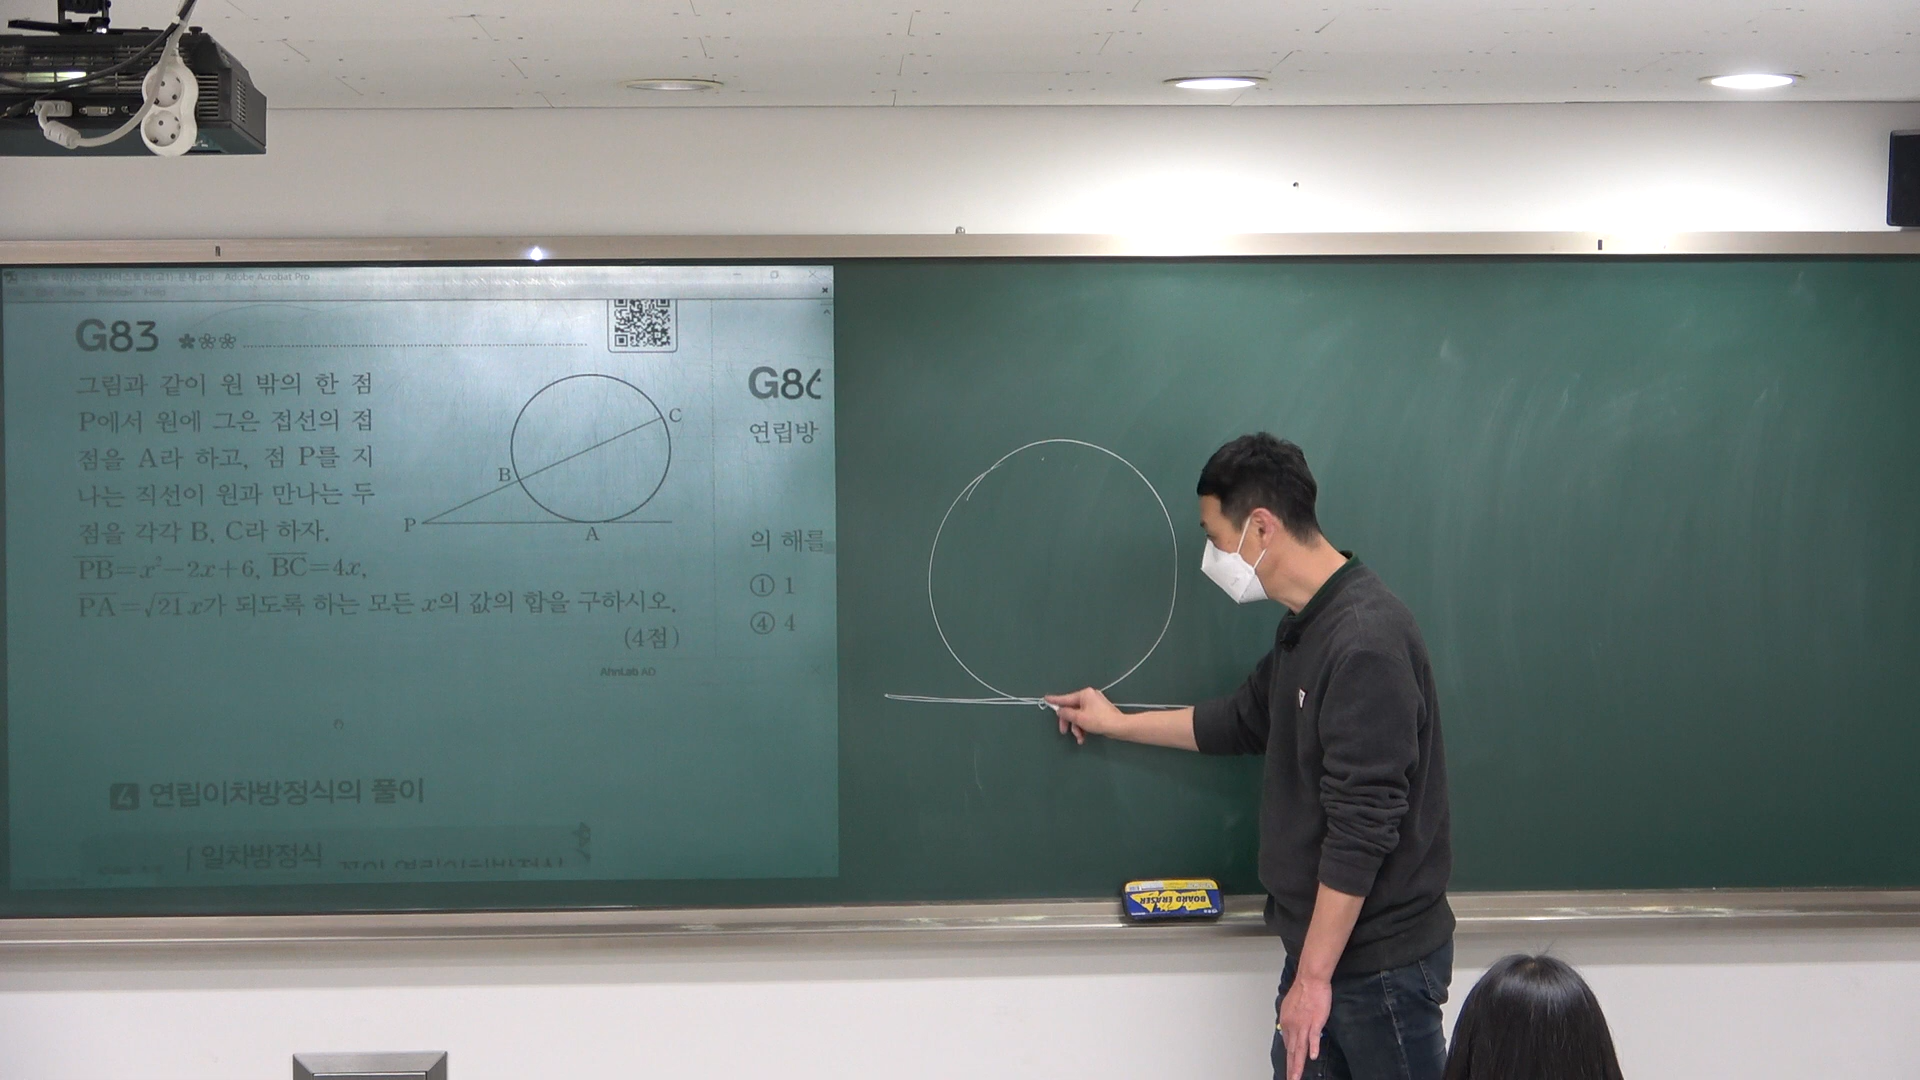 Adobe Acrobat Pro
G83
그림과 같이 원 밖의 한 점
P에서 원에 그은 접선의 접
점을 A라 하고, 점 P를 지
나는 직선이 원과 만나는 두
점을 각각 B, C라 하자.
PB=x²-2x+6, BC=4x,
PA=√21x가 되도록 하는 모든 x의 값의 합을 구하시오.
(4점)
C
B
P
A
AhnLab AD
4 연립이차방정식의 풀이
일차방정식
G86
연립방
의 해를
① 1
④ 4
BOARD ERASER